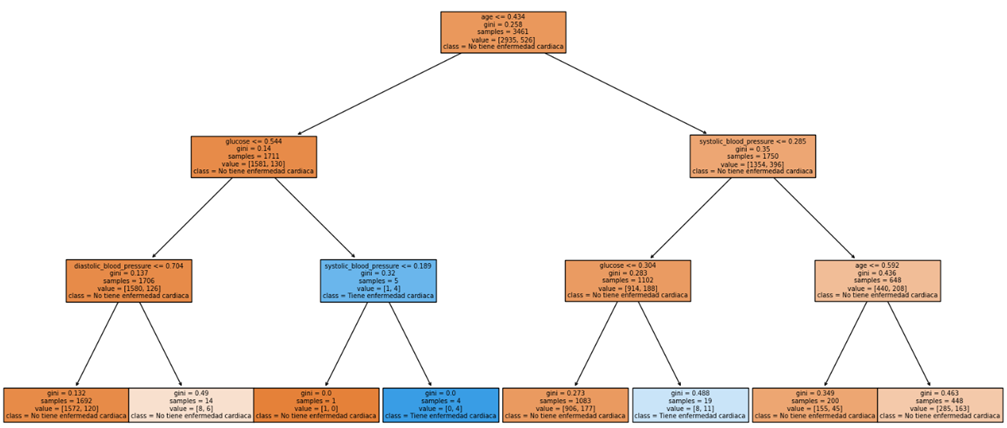 age <= 0.434
gini = 0.258
samples = 3461
value = [2935, 526]
class = No tiene enfermedad cardiaca
glucose <= 0.544
gini = 0.14
samples = 1711
value = [1581, 130]
class = No tiene enfermedad cardiaca
systolic_blood_pressure <= 0.285
gini = 0.35
samples = 1750
value = [1354, 396]
class = No tiene enfermedad cardiaca
diastolic_blood_pressure <= 0.704
gini = 0.137
samples = 1706
value = [1580, 126]
class = No tiene enfermedad cardiaca
systolic_blood_pressure <= 0.189
gini = 0.32
samples = 5
value = [1, 4]
class = Tiene enfermedad cardiaca
glucose <= 0.304
gini = 0.283
samples = 1102
value = [914, 188]
class = No tiene enfermedad cardiaca
age <= 0.592
gini = 0.436
samples = 648
value = [440, 208]
class = No tiene enfermedad cardiaca
gini = 0.132
samples = 1692
value = [1572, 120]
class = No tiene enfermedad cardiaca
gini = 0.49
samples = 14
value = [8, 6]
class = No tiene enfermedad cardiaca
gini = 0.0
samples = 1
value = [1, 0]
class = No tiene enfermedad cardiaca
gini = 0.0
samples = 4
value = [0, 4]
class = Tiene enfermedad cardiaca
gini = 0.273
samples = 1083
value = [906, 177]
class = No tiene enfermedad cardiaca
gini = 0.488
samples = 19
value = [8, 11]
class = Tiene enfermedad cardiaca
gini = 0.349
samples = 200
value = [155, 45]
class = No tiene enfermedad cardiaca
gini = 0.463
samples = 448
value = [285, 163]
class = No tiene enfermedad cardiaca